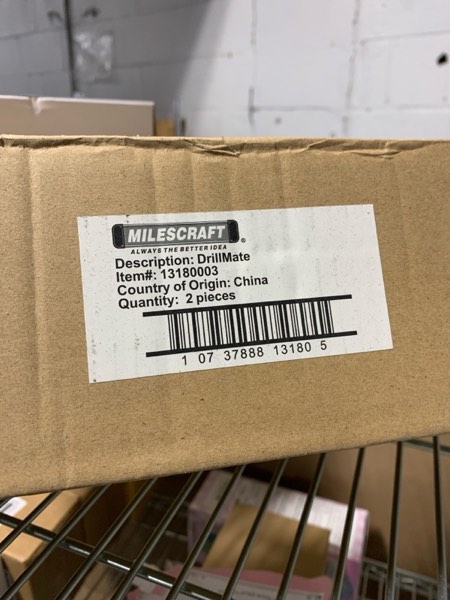 MILESCRAFT®
ALWAYS THE BETTER IDEA
Description: DrillMate
Item#: 13180003
Country of Origin: China
Quantity: 2 pieces
1 07 37888 13180 5